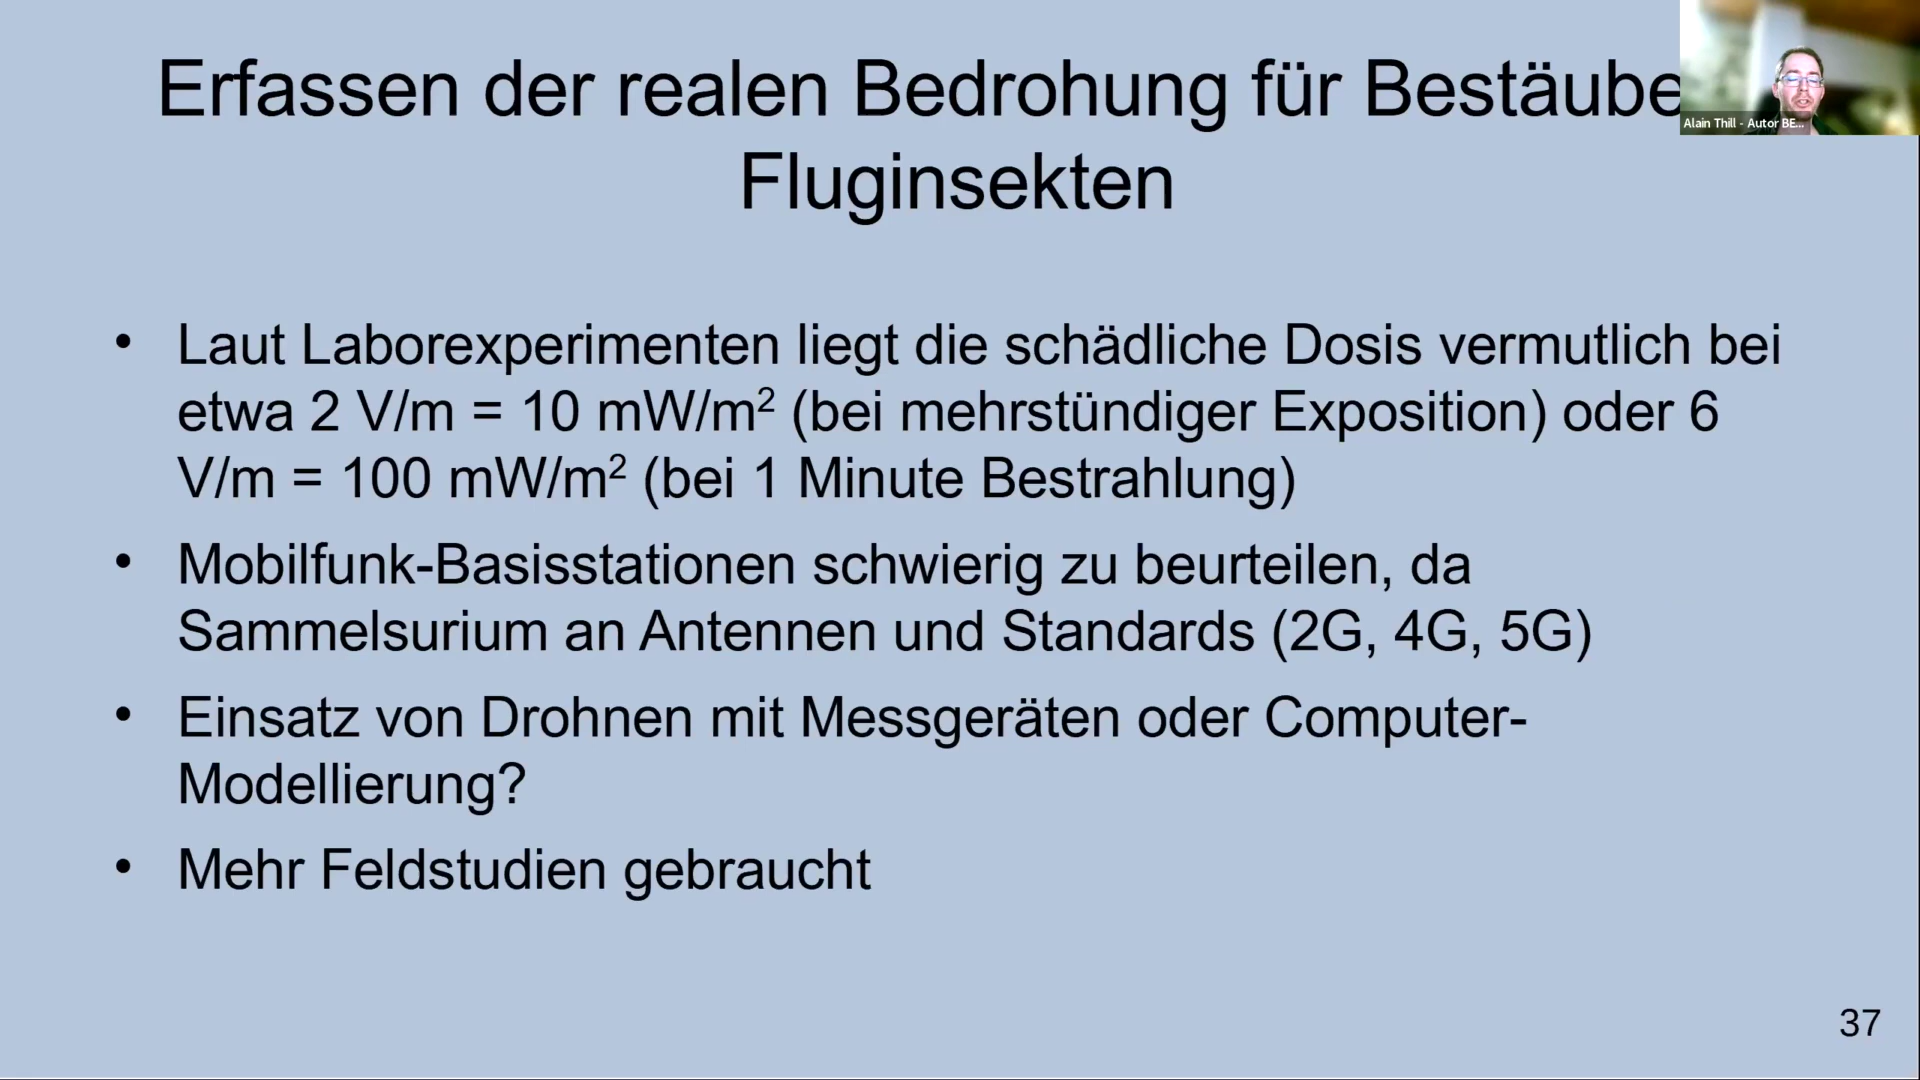 Erfassen der realen Bedrohung für Bestäube
Fluginsekten
Alain Thill - Autor BE...
• Laut Laborexperimenten liegt die schädliche Dosis vermutlich bei
etwa 2 V/m = 10 mW/m² (bei mehrstündiger Exposition) oder 6
V/m = 100 mW/m² (bei 1 Minute Bestrahlung)
• Mobilfunk-Basisstationen schwierig zu beurteilen, da
Sammelsurium an Antennen und Standards (2G, 4G, 5G)
• Einsatz von Drohnen mit Messgeräten oder Computer-
Modellierung?
• Mehr Feldstudien gebraucht
37